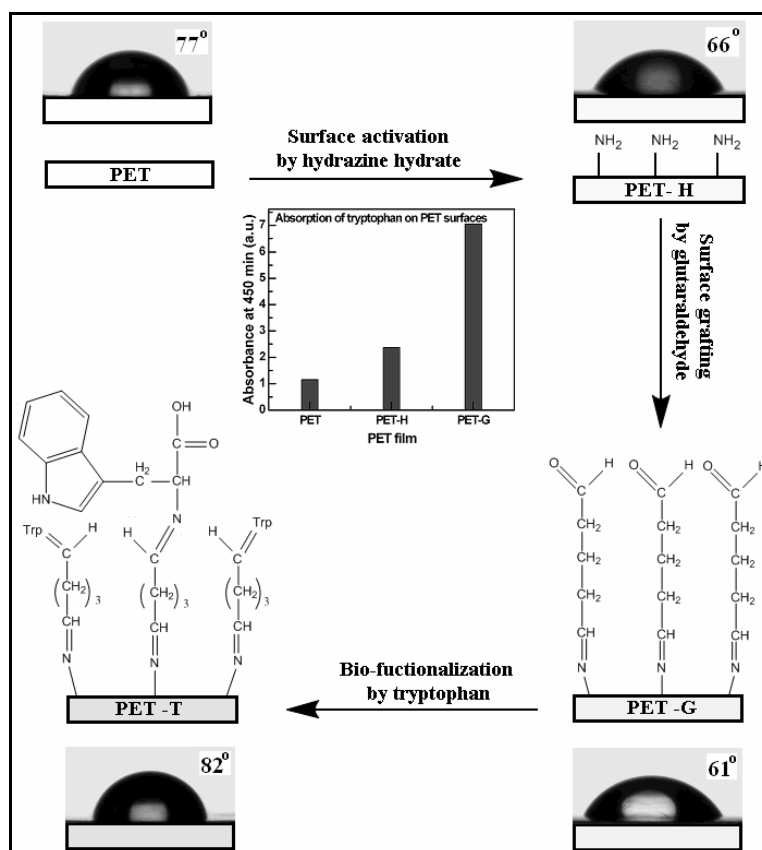 77°
66°
PET
Surface activation
by hydrazine hydrate
NH2 NH2 NH2
PET- H
Absorption of tryptophan on PET surfaces
Absorbance at 450 min (a.u.)
7
6
5
4
3
2
1
0
PET PET-H PET-G
PET film
Surface grafting
by glutaraldehyde
OH
C O
H2
C CH
HN
N
Trp H H H Trp
C HC C
(CH2)3 (CH2)3 (CH2)3
CH CH CH
N N N
PET -T
O H O H O H
C C C
CH2 CH2 CH2
CH2 CH2 CH2
CH2 CH2 CH2
CH CH CH
N N N
PET -G
Bio-fuctionalization
by tryptophan
82°
61°